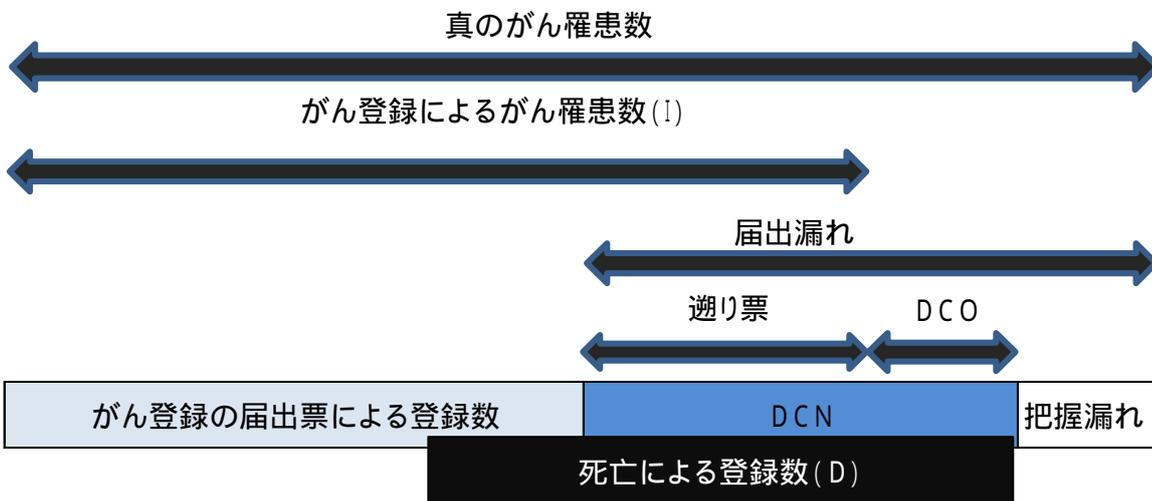 真のがん罹患数
がん登録によるがん罹患数(I)
届出漏れ
遡り票
DCO
がん登録の届出票による登録数
DCN
把握漏れ
死亡による登録数(D)